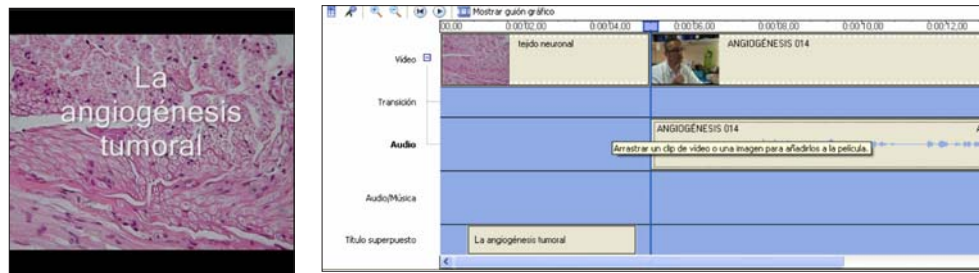 La
angiogénesis
tumoral
Mostrar guión gráfico
00,00 0:00:02,00 0:00:04,00 0:00:06,00 0:00:08,00 0:00:10,00 0:00:12,00
Vídeo
tejido neuronal
ANGIOGÉNESIS 014
Transición
Audio
ANGIOGÉNESIS 014
Arrastrar un clip de vídeo o una imagen para añadirlos a la película.
Audio/Música
Título superpuesto
La angiogénesis tumoral